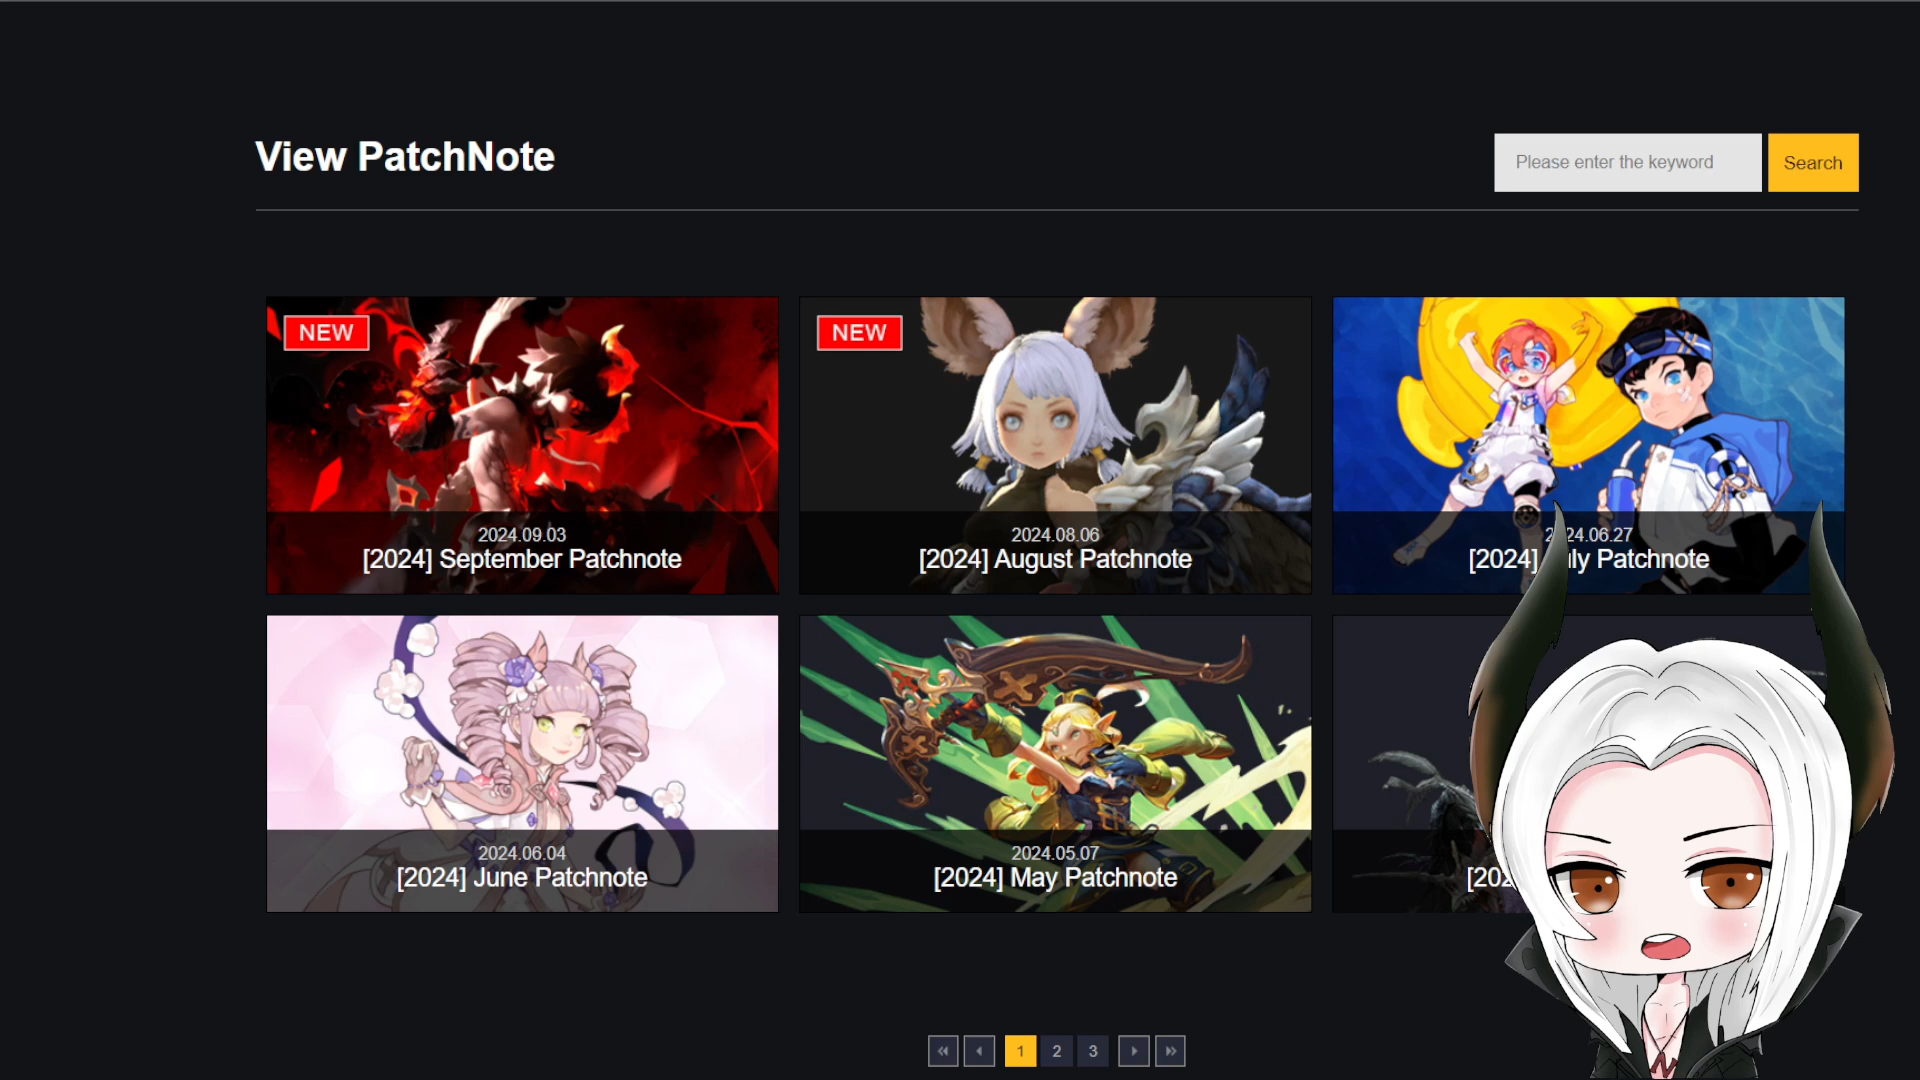 View PatchNote
Please enter the keyword
Search
NEW
2024.09.03
[2024] September Patchnote
NEW
2024.08.06
[2024] August Patchnote
24.06.27
[2024] ly Patchnote
2024.06.04
[2024] June Patchnote
2024.05.07
[2024] May Patchnote
[202
1
2
3